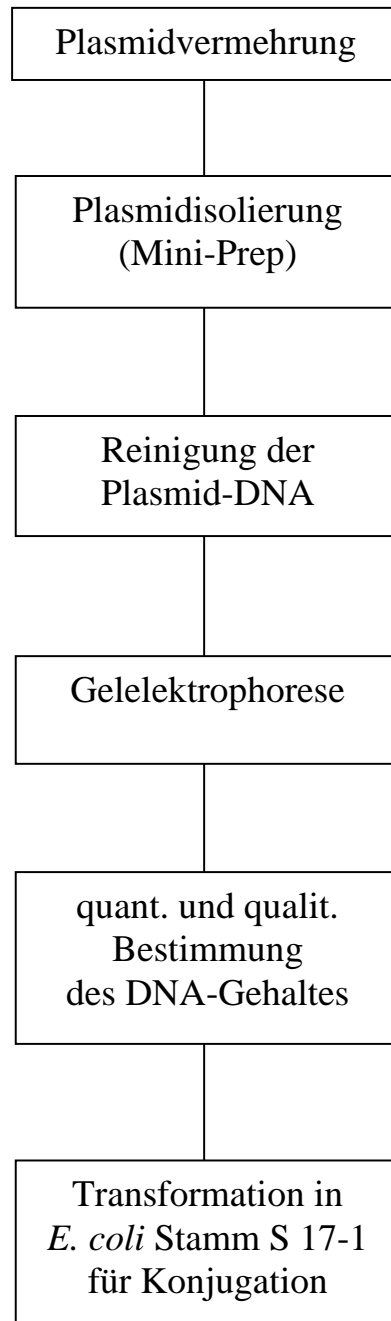 Plasmidvermehrung
Plasmidisolierung
(Mini-Prep)
Reinigung der
Plasmid-DNA
Gelelektrophorese
quant. und qualit.
Bestimmung
des DNA-Gehaltes
Transformation in
E. coli Stamm S 17-1
für Konjugation